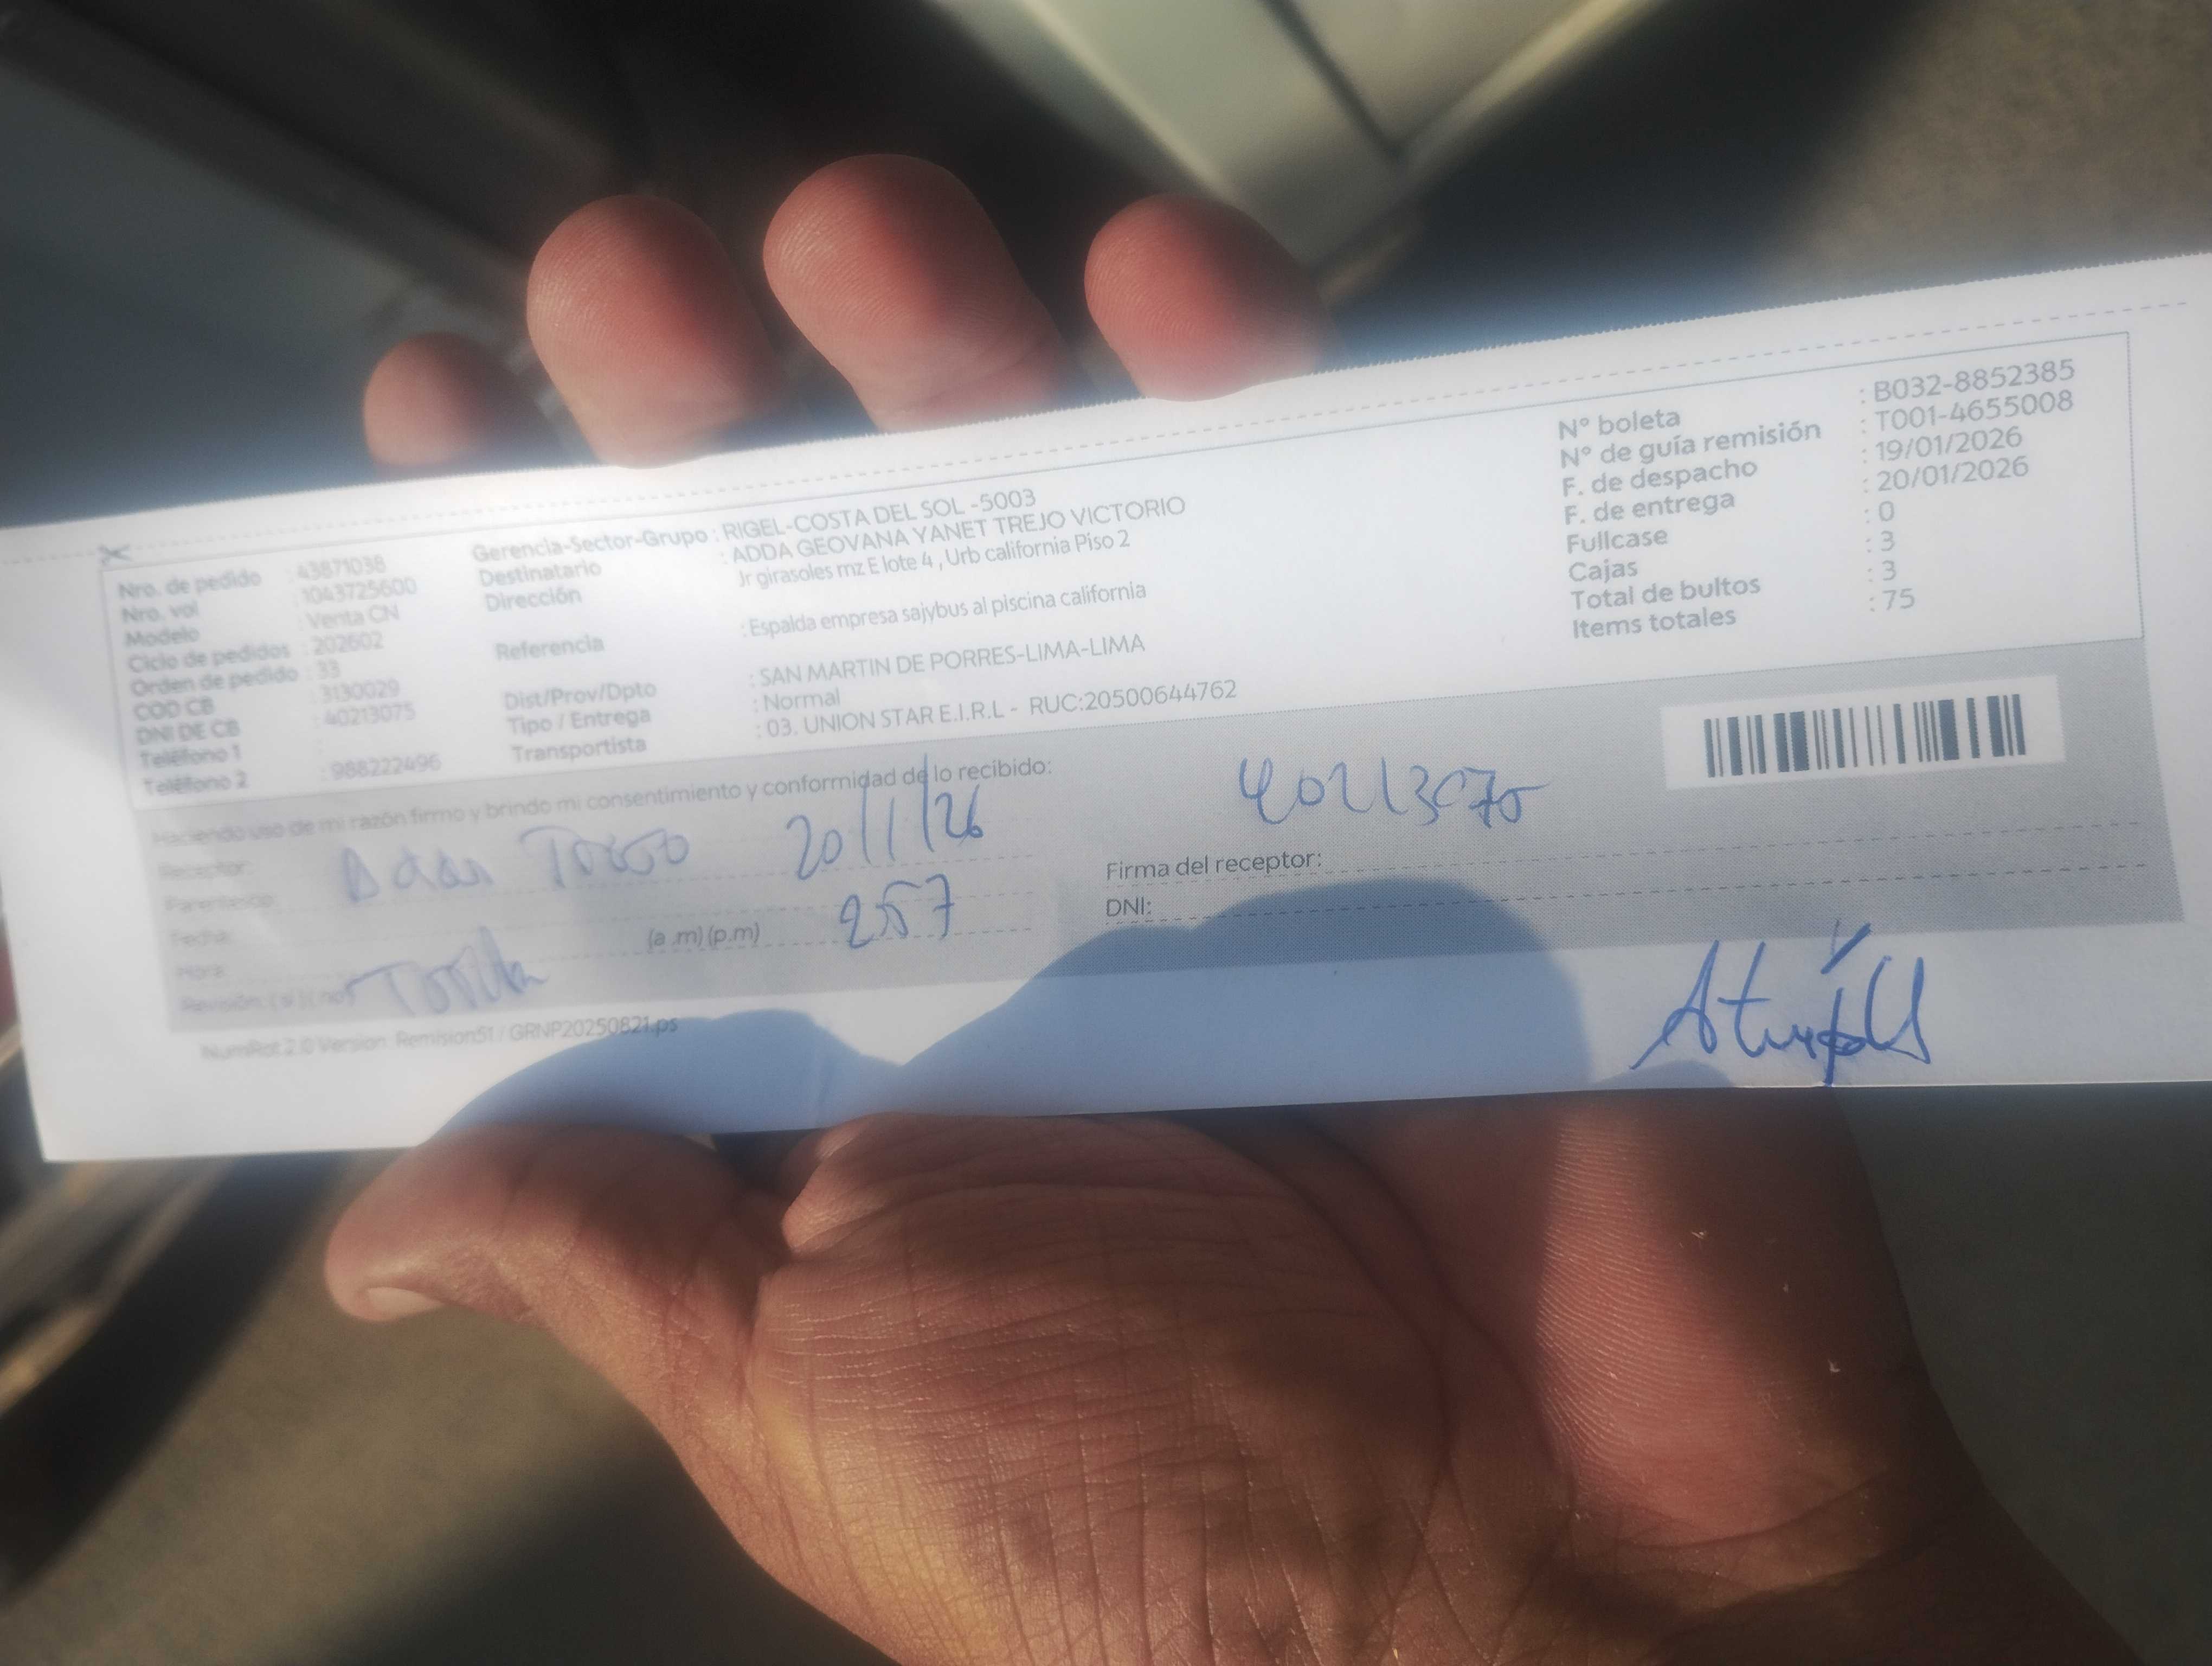 Nro. de pedido : 43871038
Nro. vol : 1043725600
Modelo : Venta CN
Ciclo de pedidos : 202602
Orden de pedido : 33
COD CB : 3130029
DNI DE CB : 40213075
Teléfono 1
Teléfono 2 : 988222496
Gerencia-Sector-Grupo : RIGEL-COSTA DEL SOL -5003
Destinatario : ADDA GEOVANA YANET TREJO VICTORIO
Dirección Jr girasoles mz E lote 4 , Urb california Piso 2
Referencia : Espalda empresa sajybus al piscina california
Dist/Prov/Dpto : SAN MARTIN DE PORRES-LIMA-LIMA
Tipo / Entrega : Normal
Transportista : 03. UNION STAR E.I.R.L - RUC:20500644762
N° boleta : B032-8852385
N° de guía remisión : T001-4655008
F. de despacho : 19/01/2026
F. de entrega : 20/01/2026
Fullcase : 0
Cajas : 3
Total de bultos : 3
Items totales : 75
Haciendo uso de mi razón firmo y brindo mi consentimiento y conformidad de lo recibido:
Receptor:
Parentesco:
Fecha: 20/1/26
Hora: (a .m) (p.m) 257
Revisión: ( si ) ( no)
40213075
Firma del receptor:
DNI:
NumRot 2.0 Version: Remision51 / GRNP20250821.ps